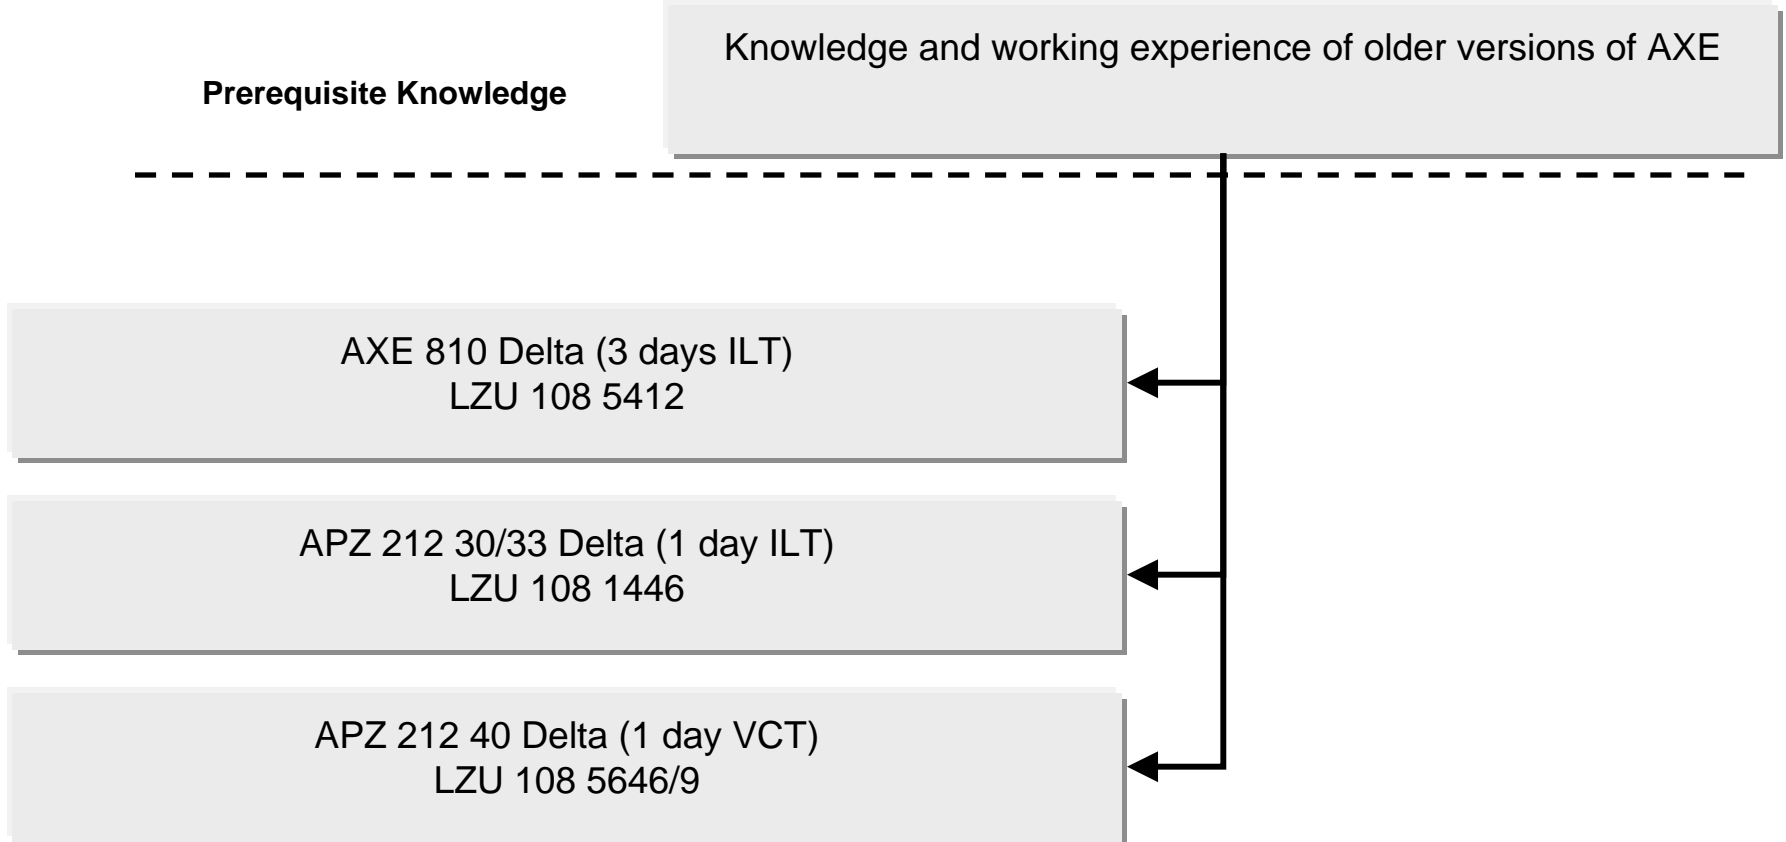 Knowledge and working experience of older versions of AXE
Prerequisite Knowledge
AXE 810 Delta (3 days ILT)
LZU 108 5412
APZ 212 30/33 Delta (1 day ILT)
LZU 108 1446
APZ 212 40 Delta (1 day VCT)
LZU 108 5646/9